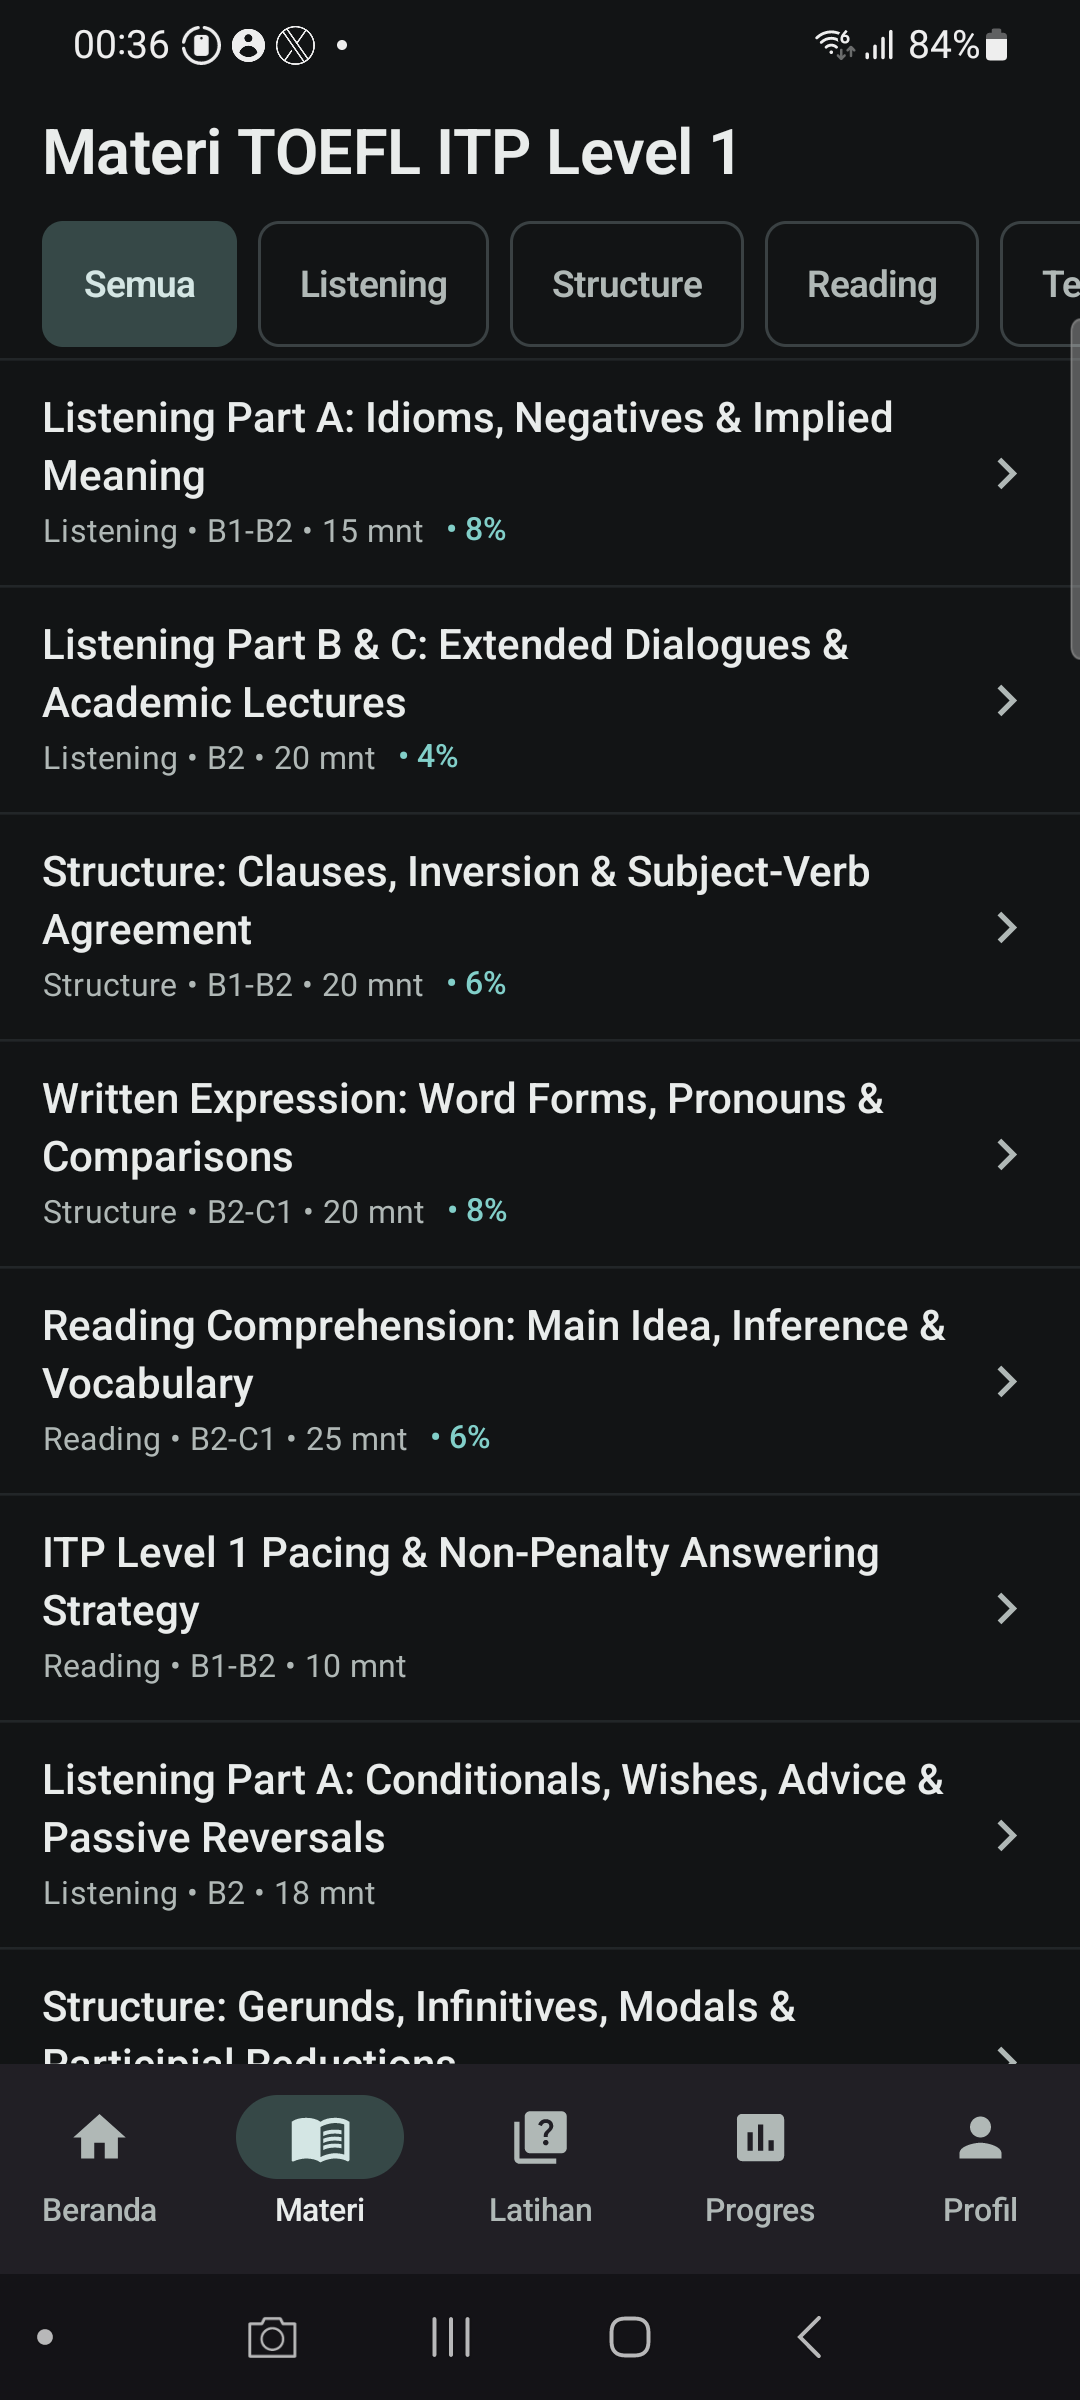 00:36
84%
Materi TOEFL ITP Level 1
Semua
Listening
Structure
Reading
Te
Listening Part A: Idioms, Negatives & Implied
Meaning
Listening • B1-B2 • 15 mnt • 8%
Listening Part B & C: Extended Dialogues &
Academic Lectures
Listening • B2 • 20 mnt • 4%
Structure: Clauses, Inversion & Subject-Verb
Agreement
Structure • B1-B2 • 20 mnt • 6%
Written Expression: Word Forms, Pronouns &
Comparisons
Structure • B2-C1 • 20 mnt • 8%
Reading Comprehension: Main Idea, Inference &
Vocabulary
Reading • B2-C1 • 25 mnt • 6%
ITP Level 1 Pacing & Non-Penalty Answering
Strategy
Reading • B1-B2 • 10 mnt
Listening Part A: Conditionals, Wishes, Advice &
Passive Reversals
Listening • B2 • 18 mnt
Structure: Gerunds, Infinitives, Modals &
Participial Reductions
Beranda
Materi
Latihan
Progres
Profil